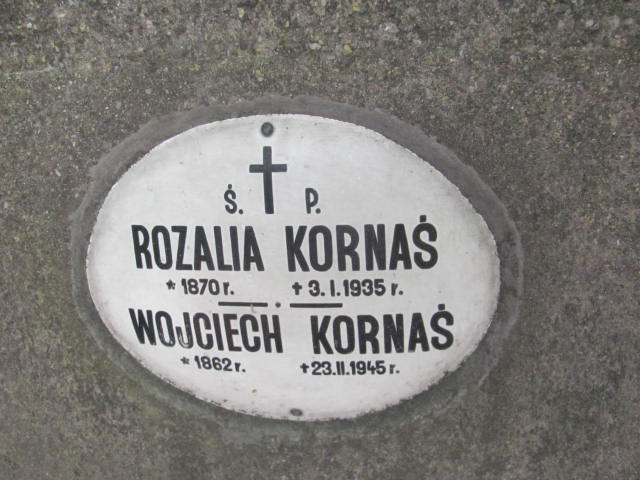 Ś. P.
ROZALIA KORNAŚ
* 1870 r. ✝ 3. I. 1935 r.
WOJCIECH KORNAŚ
* 1862 r. ✝ 23.II.1945 r.